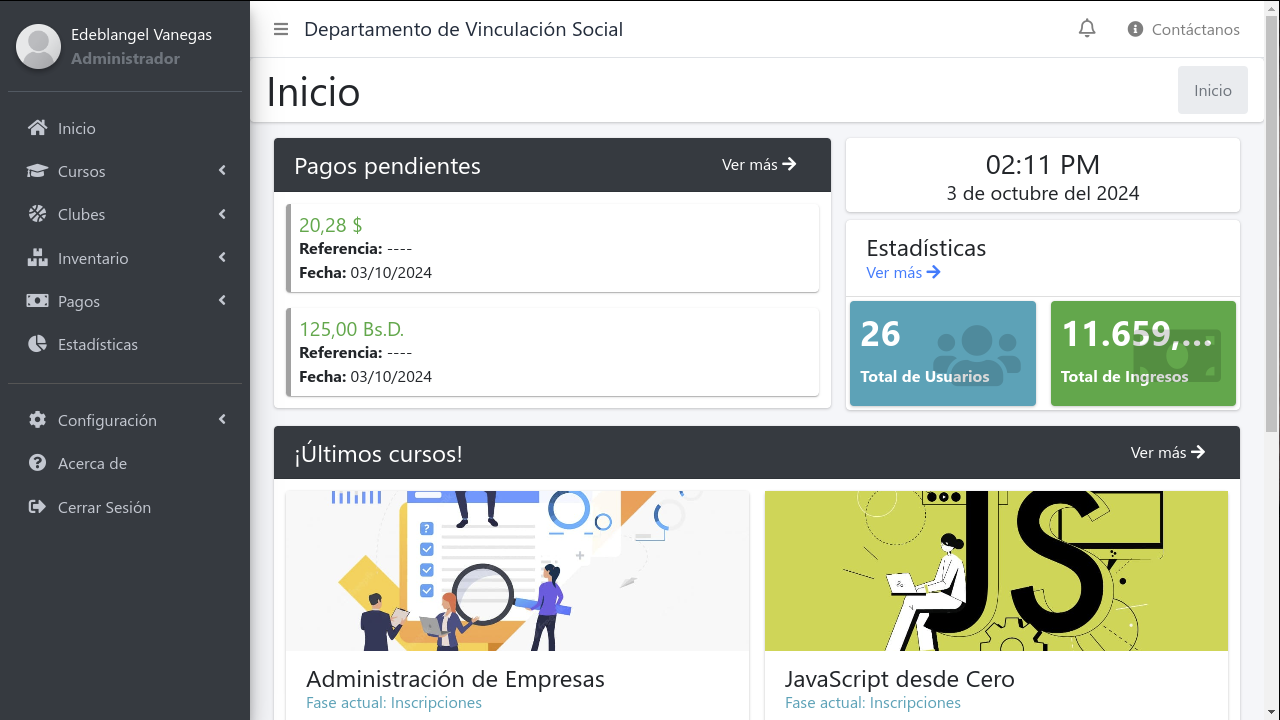 Edeblangel Vanegas
Administrador
Inicio
Cursos
Clubes
Inventario
Pagos
Estadísticas
Configuración
Acerca de
Cerrar Sesión
Departamento de Vinculación Social
Contáctanos
Inicio
Inicio
Pagos pendientes
Ver más
20,28 $
Referencia: ----
Fecha: 03/10/2024
125,00 Bs.D.
Referencia: ----
Fecha: 03/10/2024
02:11 PM
3 de octubre del 2024
Estadísticas
Ver más
26
Total de Usuarios
11.659,...
Total de Ingresos
¡Últimos cursos!
Ver más
?
JS
Administración de Empresas
Fase actual: Inscripciones
JavaScript desde Cero
Fase actual: Inscripciones